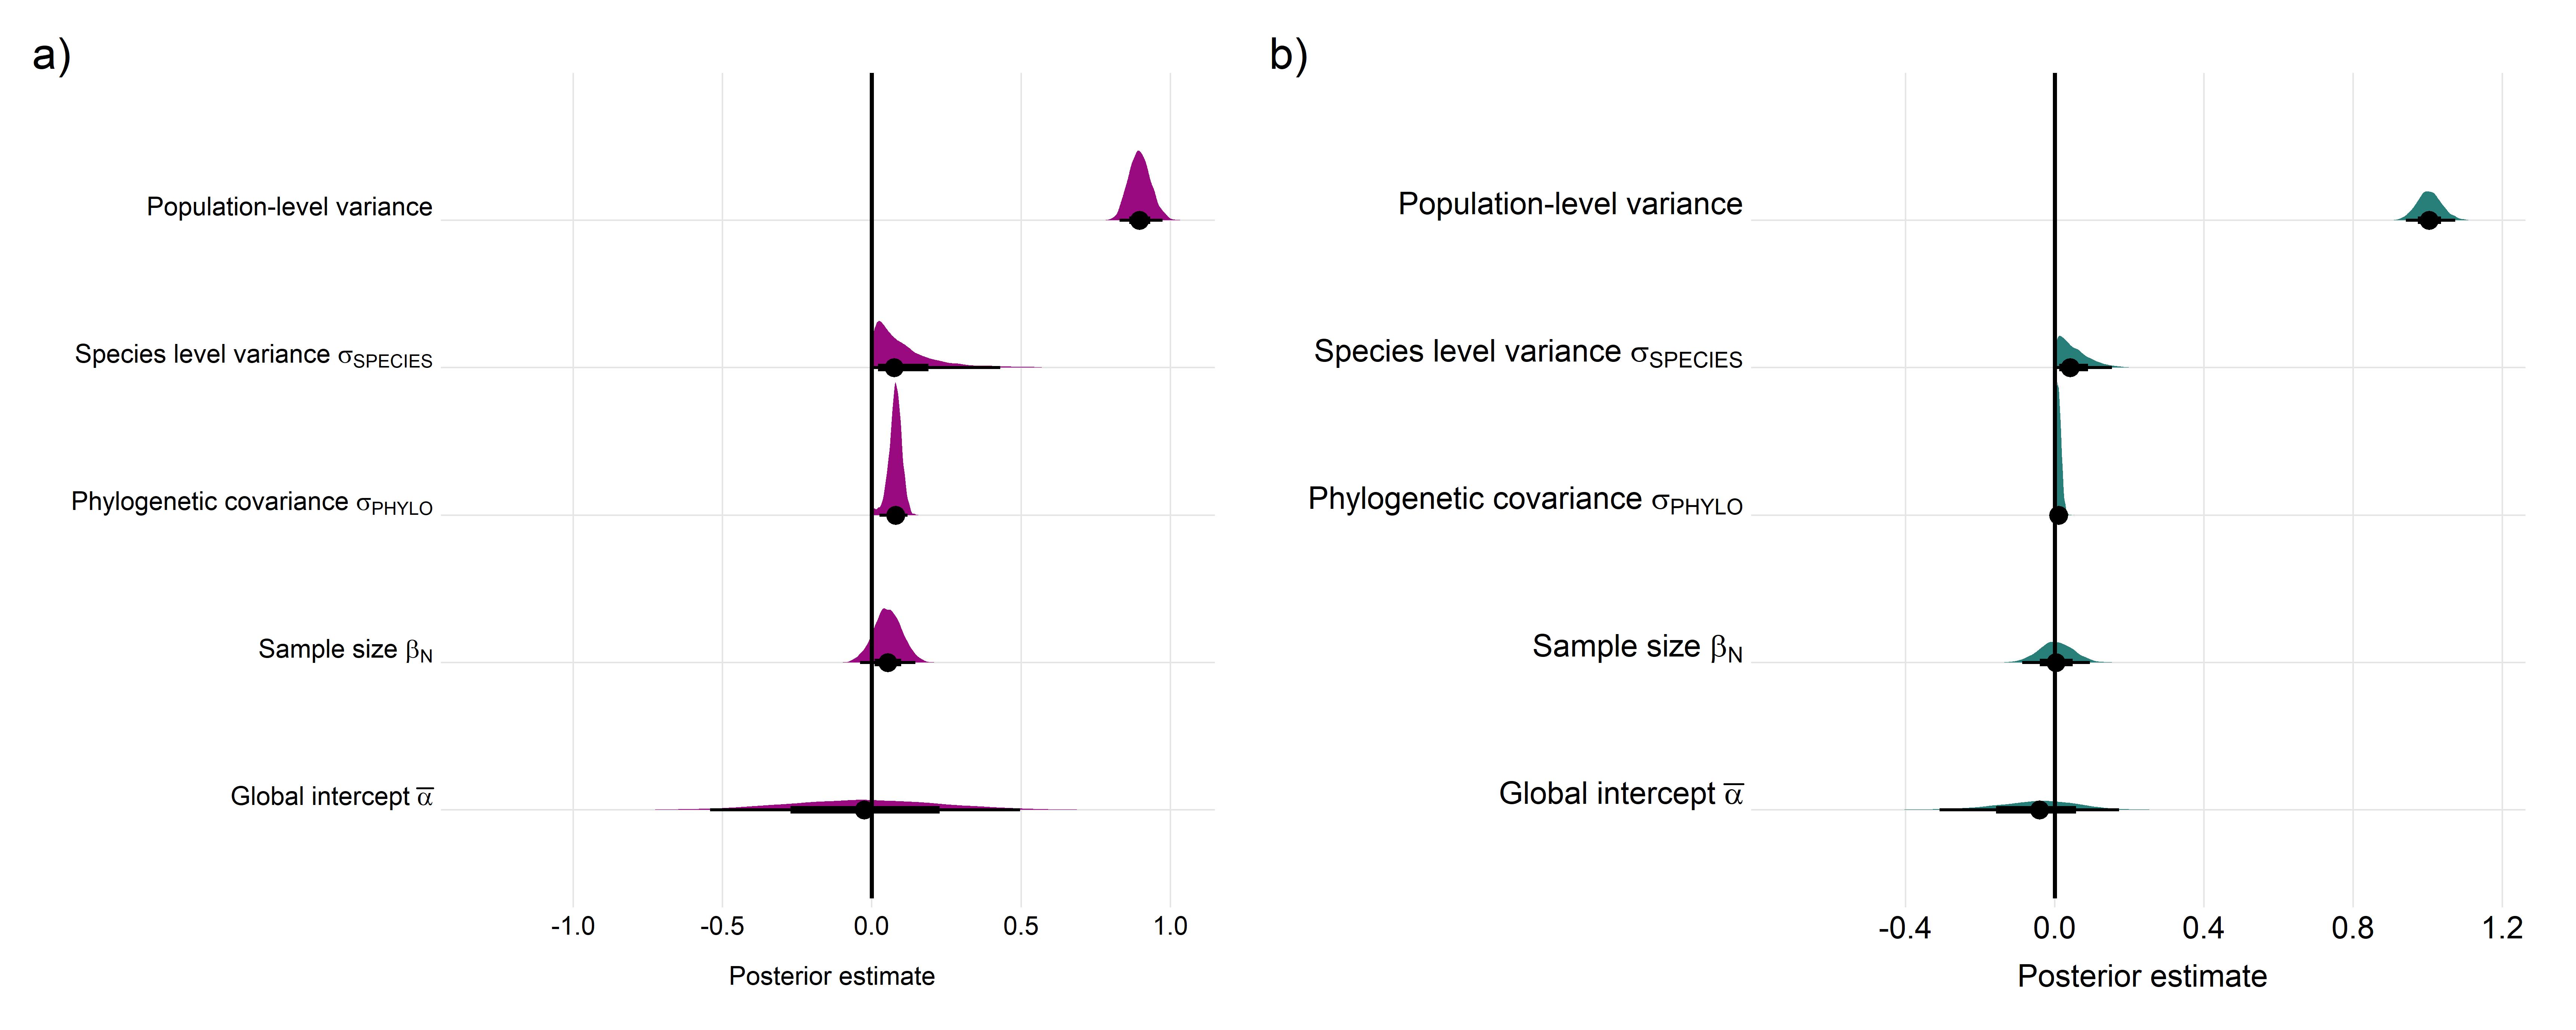 a)
Population-level variance
Species level variance σSPECIES
Phylogenetic covariance σPHYLO
Sample size βN
Global intercept α̅
-1.0 -0.5 0.0 0.5 1.0
Posterior estimate
b)
Population-level variance
Species level variance σSPECIES
Phylogenetic covariance σPHYLO
Sample size βN
Global intercept α̅
-0.4 0.0 0.4 0.8 1.2
Posterior estimate